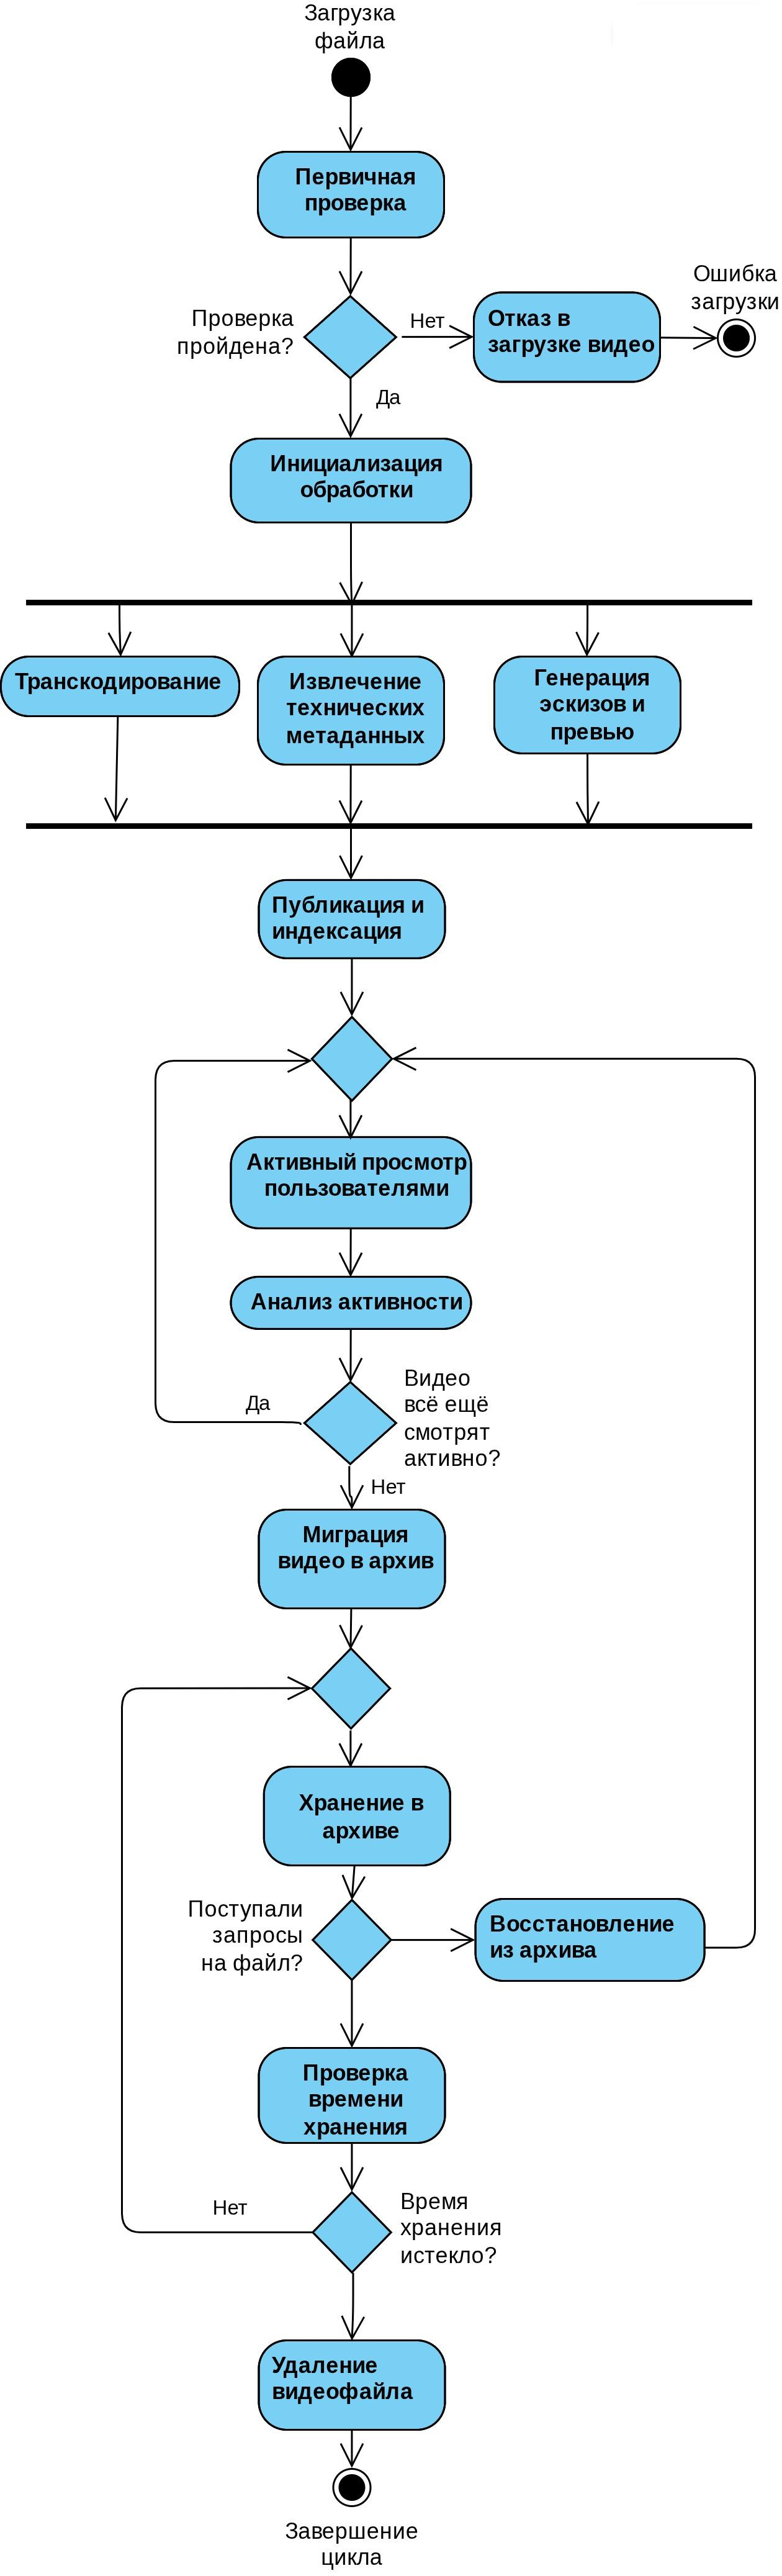 Загрузка
файла
Первичная
проверка
Проверка
пройдена?
Нет
Отказ в
загрузке видео
Ошибка
загрузки
Да
Инициализация
обработки
Транскодирование
Извлечение
технических
метаданных
Генерация
эскизов и
превью
Публикация и
индексация
Активный просмотр
пользователями
Анализ активности
Да
Видео
всё ещё
смотрят
активно?
Нет
Миграция
видео в архив
Хранение в
архиве
Поступали
запросы
на файл?
Восстановление
из архива
Проверка
времени
хранения
Нет
Время
хранения
истекло?
Удаление
видеофайла
Завершение
цикла